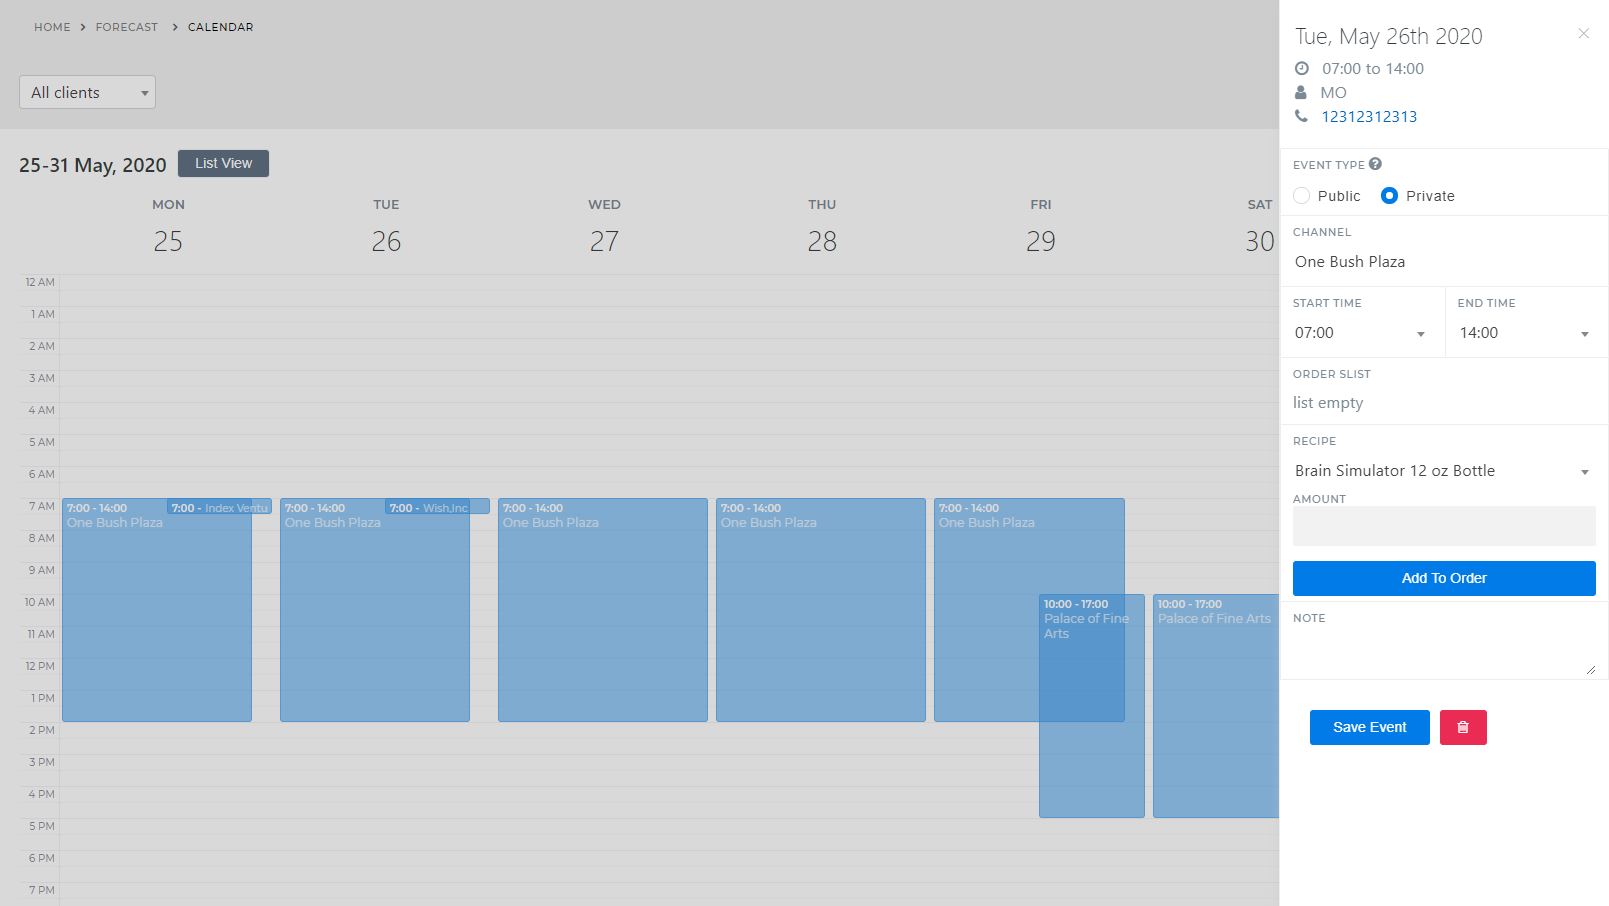 HOME > FORECAST > CALENDAR
All clients
25-31 May, 2020 List View
MON TUE WED THU FRI SAT
25 26 27 28 29 30
12 AM
1 AM
2 AM
3 AM
4 AM
5 AM
6 AM
7 AM
8 AM
9 AM
10 AM
11 AM
12 PM
1 PM
2 PM
3 PM
4 PM
5 PM
6 PM
7 PM
7:00 - 14:00
One Bush Plaza
7:00 - Index Ventu
7:00 - 14:00
One Bush Plaza
7:00 - Wish,Inc
7:00 - 14:00
One Bush Plaza
7:00 - 14:00
One Bush Plaza
7:00 - 14:00
One Bush Plaza
10:00 - 17:00
Palace of Fine
Arts
10:00 - 17:00
Palace of Fine Arts
Tue, May 26th 2020
07:00 to 14:00
MO
12312312313
EVENT TYPE
Public Private
CHANNEL
One Bush Plaza
START TIME END TIME
07:00 14:00
ORDER SLIST
list empty
RECIPE
Brain Simulator 12 oz Bottle
AMOUNT
Add To Order
NOTE
Save Event